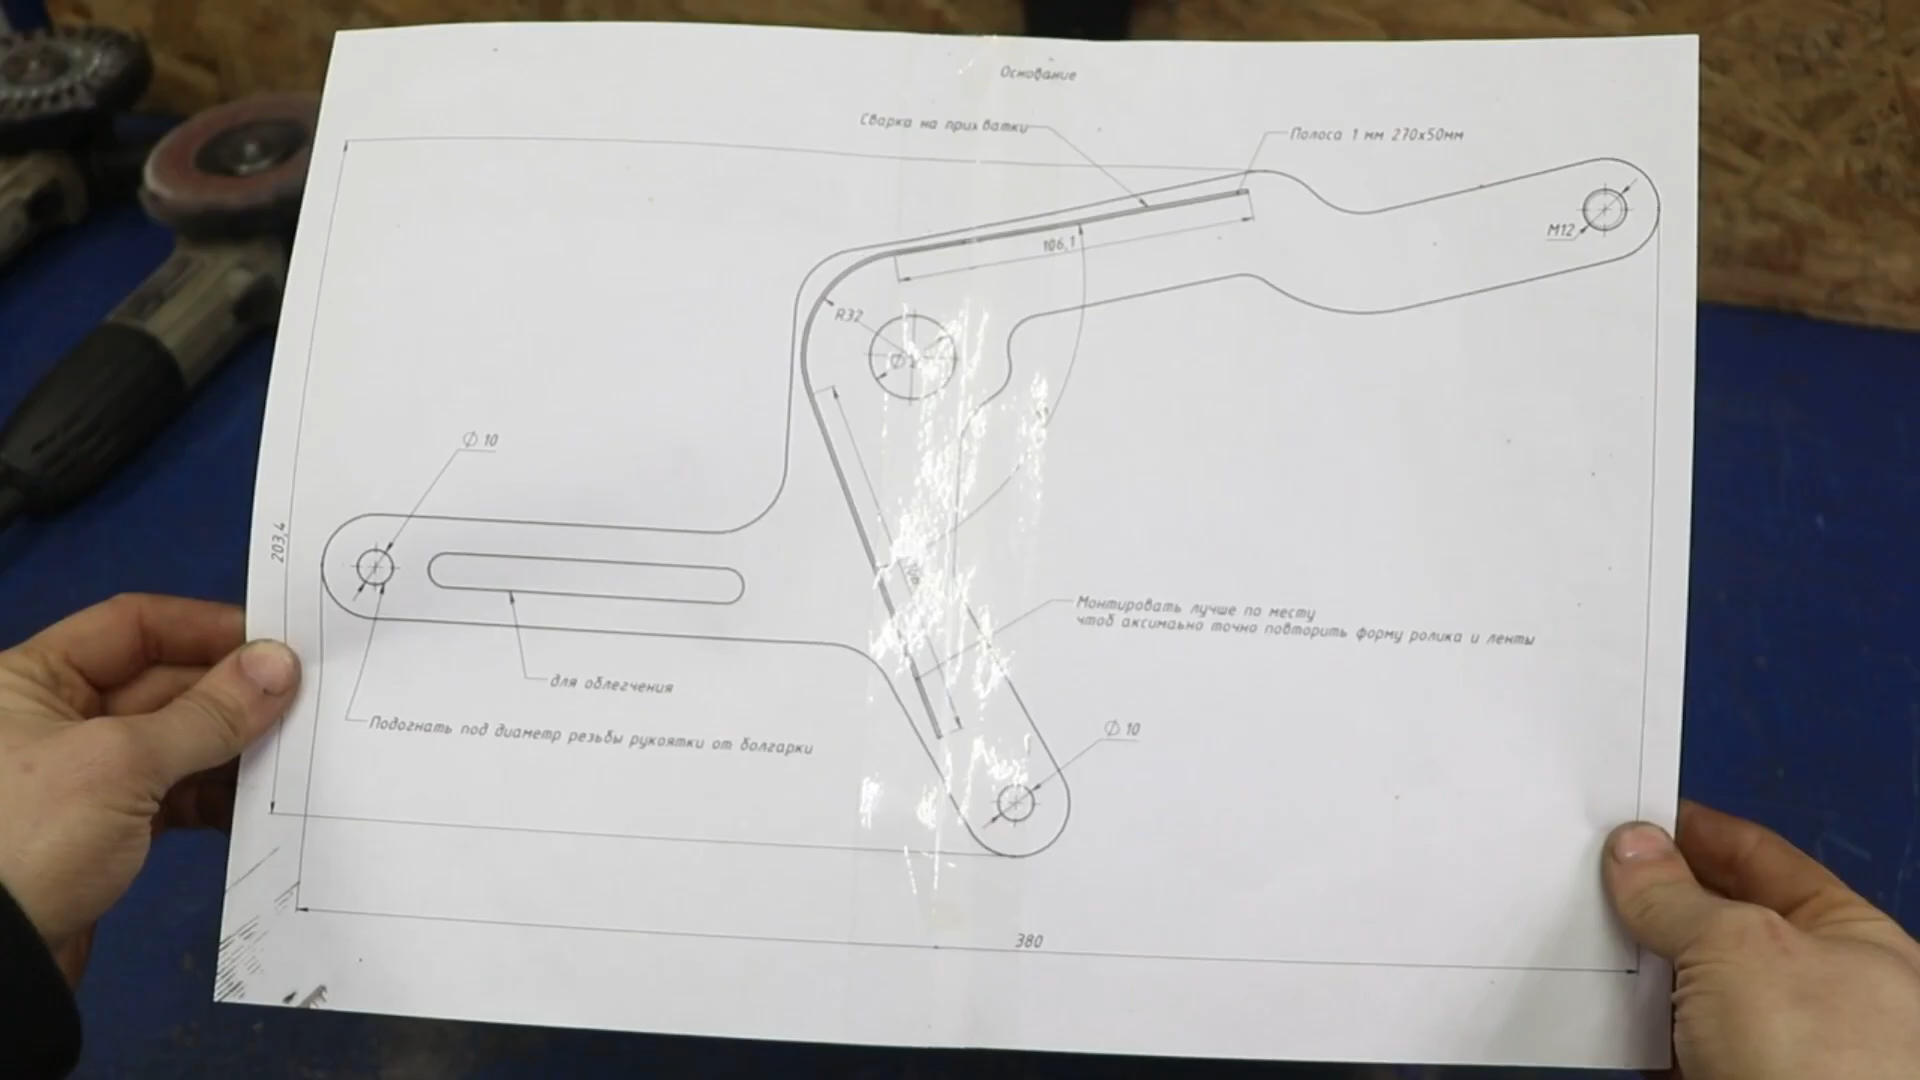 Основание
Сварка на прихватки
Полоса 1 мм 270х50мм
M12
106,1
R32
Ø 10
203,4
Монтировать лучше по месту
чтоб аксимаьно точно повторить форму ролика и ленты
для облегчения
Подогнать под диаметр резьбы рукоятки от болгарки
Ø 10
380